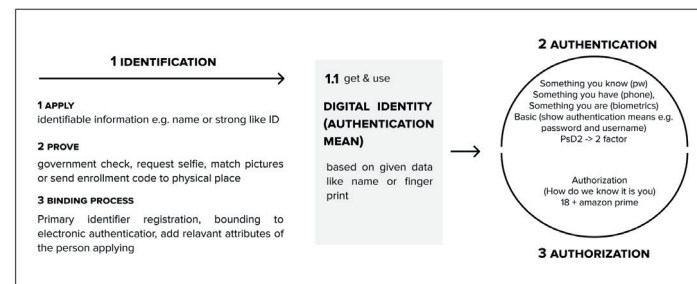 1 IDENTIFICATION
1 APPLY
identifiable information e.g. name or strong like ID
2 PROVE
government check, request selfie, match pictures
or send enrollment code to physical place
3 BINDING PROCESS
Primary identifier registration, bounding to
electronic authenticatior, add relavant attributes of
the person applying
1.1 get & use
DIGITAL IDENTITY
(AUTHENTICATION
MEAN)
based on given data
like name or finger
print
2 AUTHENTICATION
Something you know (pw)
Something you have (phone),
Something you are (biometrics)
Basic (show authentication means e.g.
password and username)
PsD2 -> 2 factor
Authorization
(How do we know it is you)
18 + amazon prime
3 AUTHORIZATION